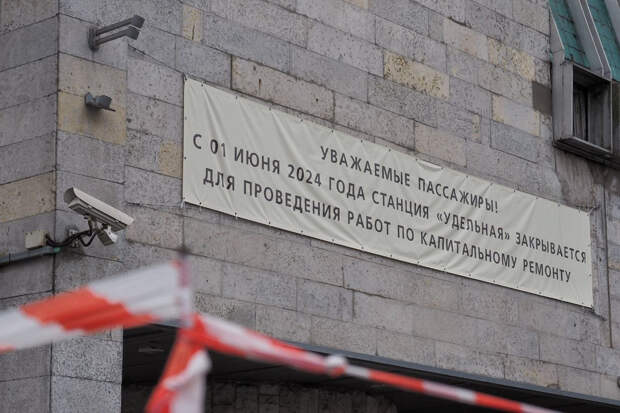 УВАЖАЕМЫЕ ПАССАЖИРЫ!
С 01 ИЮНЯ 2024 ГОДА СТАНЦИЯ «УДЕЛЬНАЯ» ЗАКРЫВАЕТСЯ
ДЛЯ ПРОВЕДЕНИЯ РАБОТ ПО КАПИТАЛЬНОМУ РЕМОНТУ